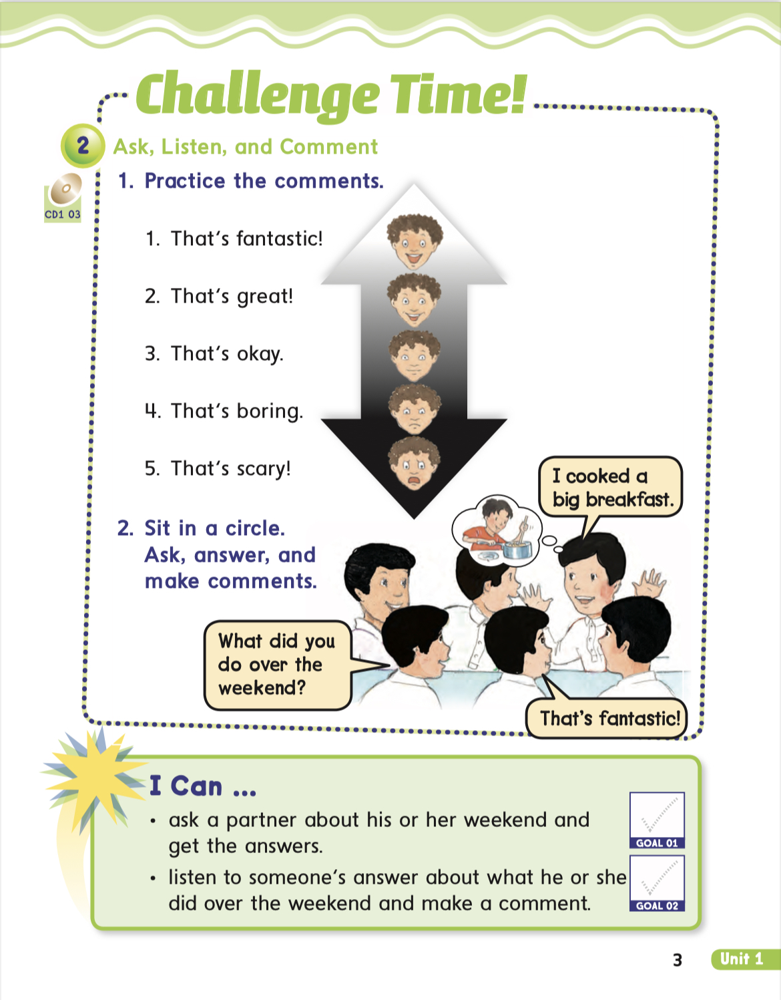 Challenge Time!
2 Ask, Listen, and Comment
CD1 03
1. Practice the comments.
1. That's fantastic!
2. That's great!
3. That's okay.
4. That's boring.
5. That's scary!
2. Sit in a circle.
Ask, answer, and
make comments.
I cooked a
big breakfast.
What did you
do over the
weekend?
That's fantastic!
I Can ...
• ask a partner about his or her weekend and
get the answers.
GOAL 01
• listen to someone's answer about what he or she
did over the weekend and make a comment.
GOAL 02
3 Unit 1